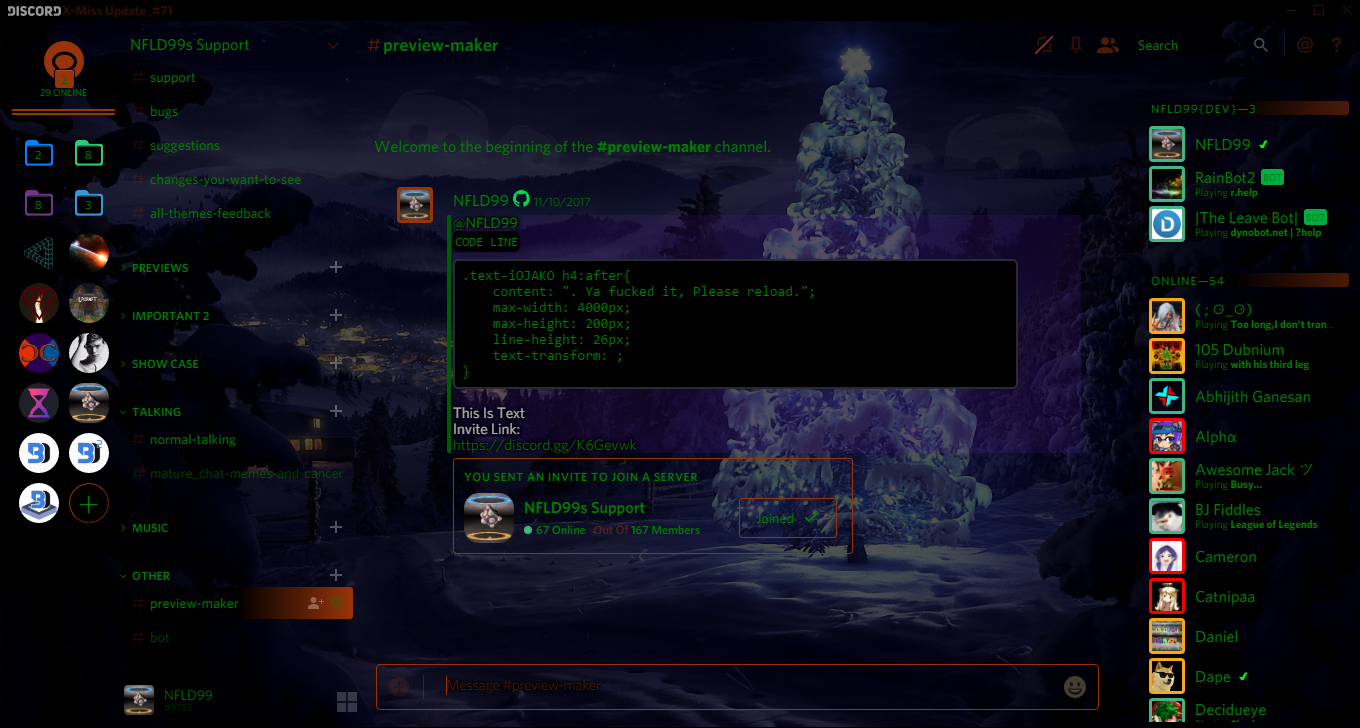 DISCORD X-Miss Update_#71
2
29 ONLINE
2
8
8
3
NFLD99s Support
# support
# bugs
# suggestions
# changes-you-want-to-see
# all-themes-feedback
PREVIEWS
IMPORTANT 2
SHOW CASE
TALKING
# normal-talking
# mature_chat-memes-and-cancer
MUSIC
OTHER
# preview-maker
# bot
NFLD99
#9782
# preview-maker
Search
Welcome to the beginning of the #preview-maker channel.
NFLD99 11/10/2017
@NFLD99
CODE LINE
.text-iOJAKO h4:after{
content: ". Ya fucked it, Please reload.";
max-width: 4000px;
max-height: 200px;
line-height: 26px;
text-transform: ;
}
This Is Text
Invite Link:
https://discord.gg/K6Gevwk
YOU SENT AN INVITE TO JOIN A SERVER
NFLD99s Support
67 Online Out Of 167 Members
Joined
Message #preview-maker
NFLD99{DEV}—3
NFLD99
RainBot2 BOT
Playing r.help
|The Leave Bot| BOT
Playing dynobot.net | ?help
ONLINE—54
( ; ⊙_⊙)
Playing Too long,I don't tran...
105 Dubnium
Playing with his third leg
Abhijith Ganesan
Alphα
Awesome Jack ツ
Playing Busy...
BJ Fiddles
Playing League of Legends
Cameron
Catnipaa
Daniel
Dape
Decidueye